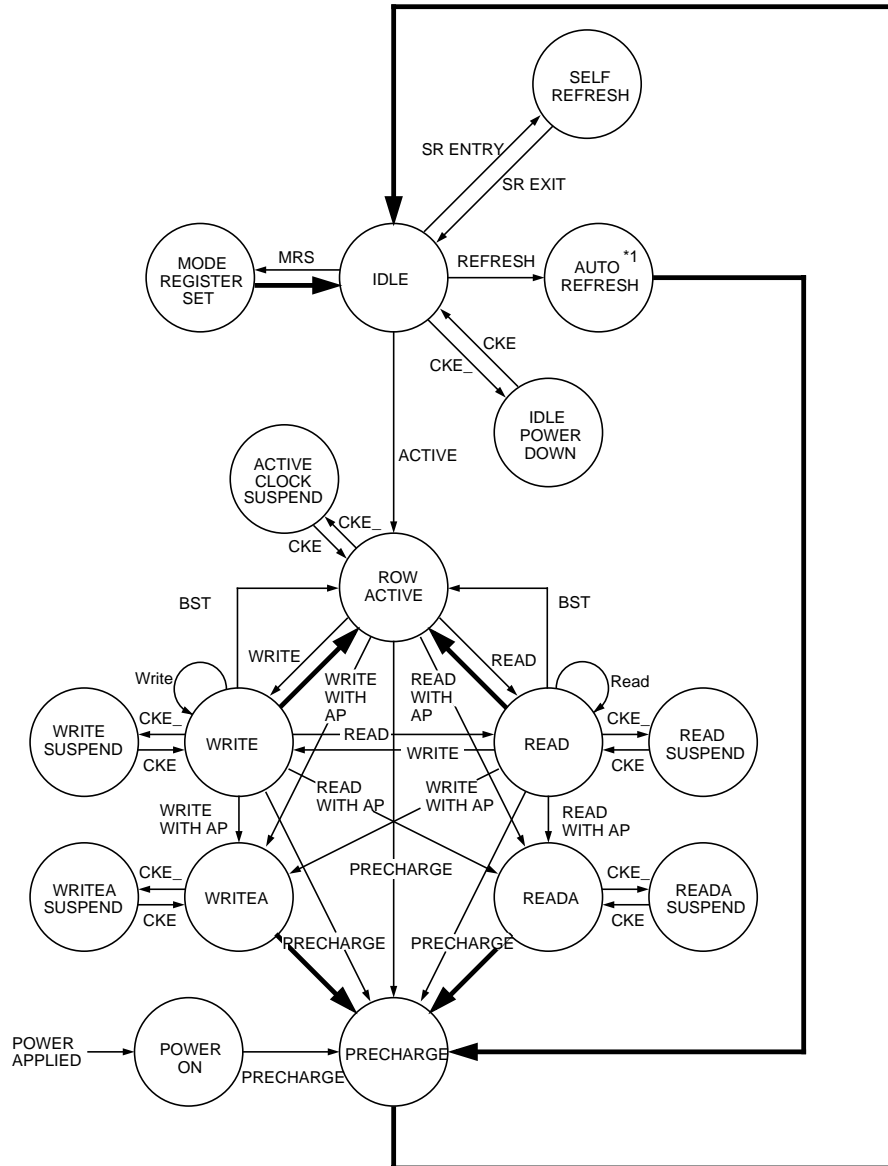 SELF
REFRESH
SR ENTRY
SR EXIT
MODE
REGISTER
SET
MRS
IDLE
REFRESH
AUTO *1
REFRESH
CKE
CKE_
IDLE
POWER
DOWN
ACTIVE
ACTIVE
CLOCK
SUSPEND
CKE_
CKE
ROW
ACTIVE
BST
BST
WRITE
READ
Write
WRITE
WITH
AP
READ
WITH
AP
Read
WRITE
SUSPEND
CKE_
CKE
WRITE
READ
WRITE
READ
CKE_
CKE
READ
SUSPEND
WRITE
WITH AP
READ
WITH AP
WRITE
WITH AP
READ
WITH AP
WRITEA
SUSPEND
CKE_
CKE
WRITEA
PRECHARGE
READA
CKE_
CKE
READA
SUSPEND
PRECHARGE
PRECHARGE
POWER
APPLIED
POWER
ON
PRECHARGE
PRECHARGE